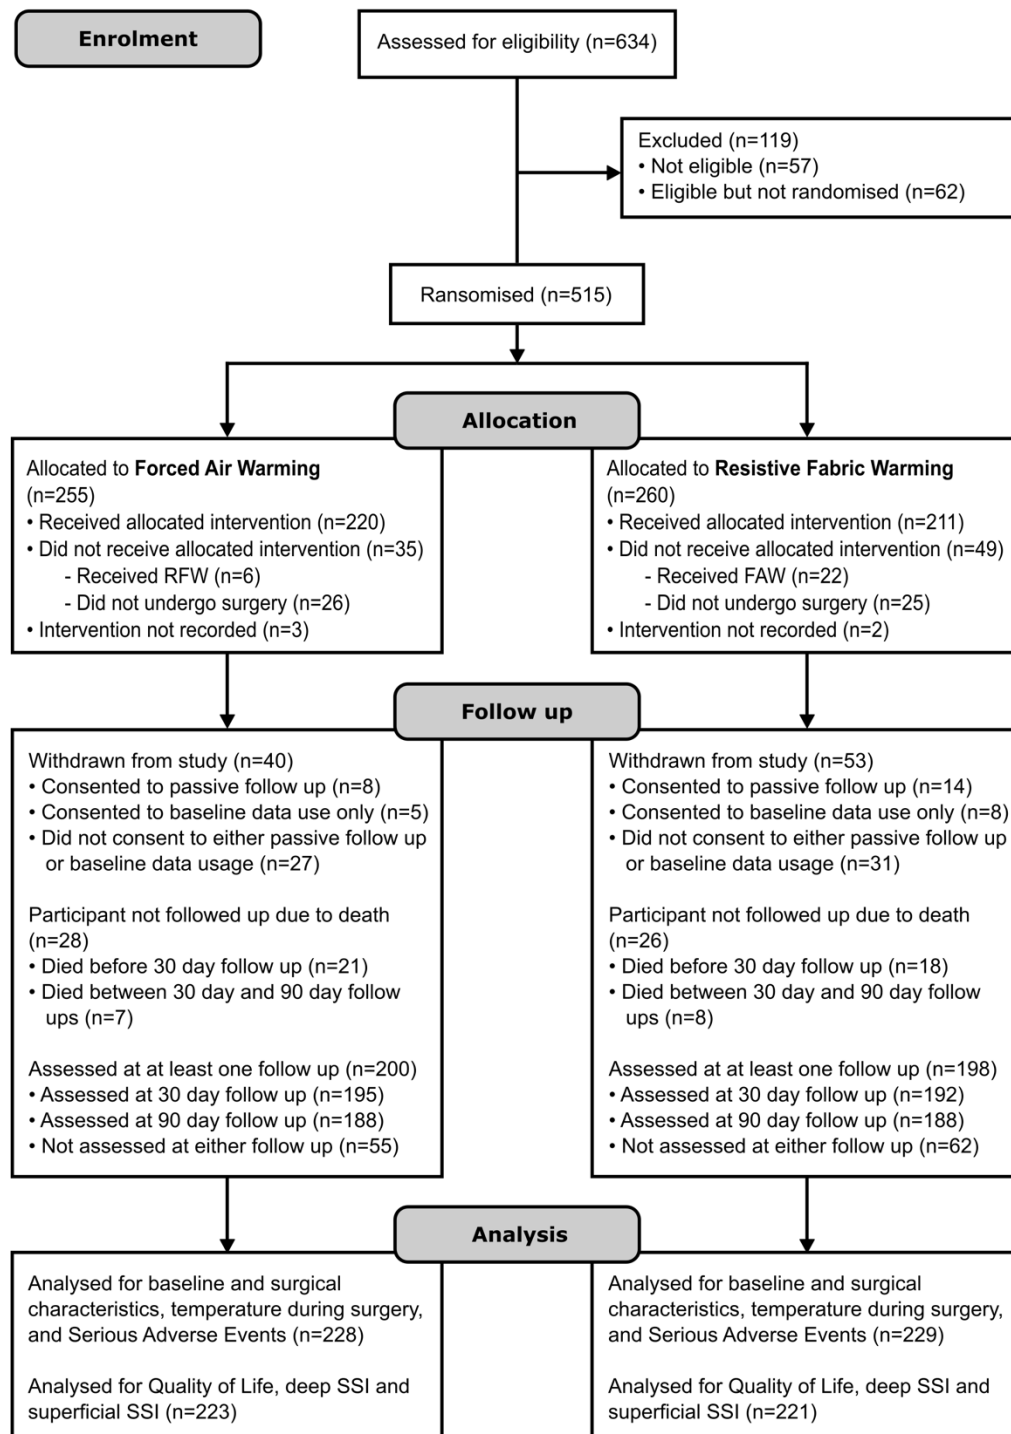 Enrolment
Assessed for eligibility (n=634)
Excluded (n=119)
• Not eligible (n=57)
• Eligible but not randomised (n=62)
Ransomised (n=515)
Allocation
Allocated to Forced Air Warming
(n=255)
• Received allocated intervention (n=220)
• Did not receive allocated intervention (n=35)
- Received RFW (n=6)
- Did not undergo surgery (n=26)
• Intervention not recorded (n=3)
Allocated to Resistive Fabric Warming
(n=260)
• Received allocated intervention (n=211)
• Did not receive allocated intervention (n=49)
- Received FAW (n=22)
- Did not undergo surgery (n=25)
• Intervention not recorded (n=2)
Follow up
Withdrawn from study (n=40)
• Consented to passive follow up (n=8)
• Consented to baseline data use only (n=5)
• Did not consent to either passive follow up
or baseline data usage (n=27)
Participant not followed up due to death
(n=28)
• Died before 30 day follow up (n=21)
• Died between 30 day and 90 day follow
ups (n=7)
Assessed at at least one follow up (n=200)
• Assessed at 30 day follow up (n=195)
• Assessed at 90 day follow up (n=188)
• Not assessed at either follow up (n=55)
Withdrawn from study (n=53)
• Consented to passive follow up (n=14)
• Consented to baseline data use only (n=8)
• Did not consent to either passive follow up
or baseline data usage (n=31)
Participant not followed up due to death
(n=26)
• Died before 30 day follow up (n=18)
• Died between 30 day and 90 day follow
ups (n=8)
Assessed at at least one follow up (n=198)
• Assessed at 30 day follow up (n=192)
• Assessed at 90 day follow up (n=188)
• Not assessed at either follow up (n=62)
Analysis
Analysed for baseline and surgical
characteristics, temperature during surgery,
and Serious Adverse Events (n=228)
Analysed for Quality of Life, deep SSI and
superficial SSI (n=223)
Analysed for baseline and surgical
characteristics, temperature during surgery,
and Serious Adverse Events (n=229)
Analysed for Quality of Life, deep SSI and
superficial SSI (n=221)